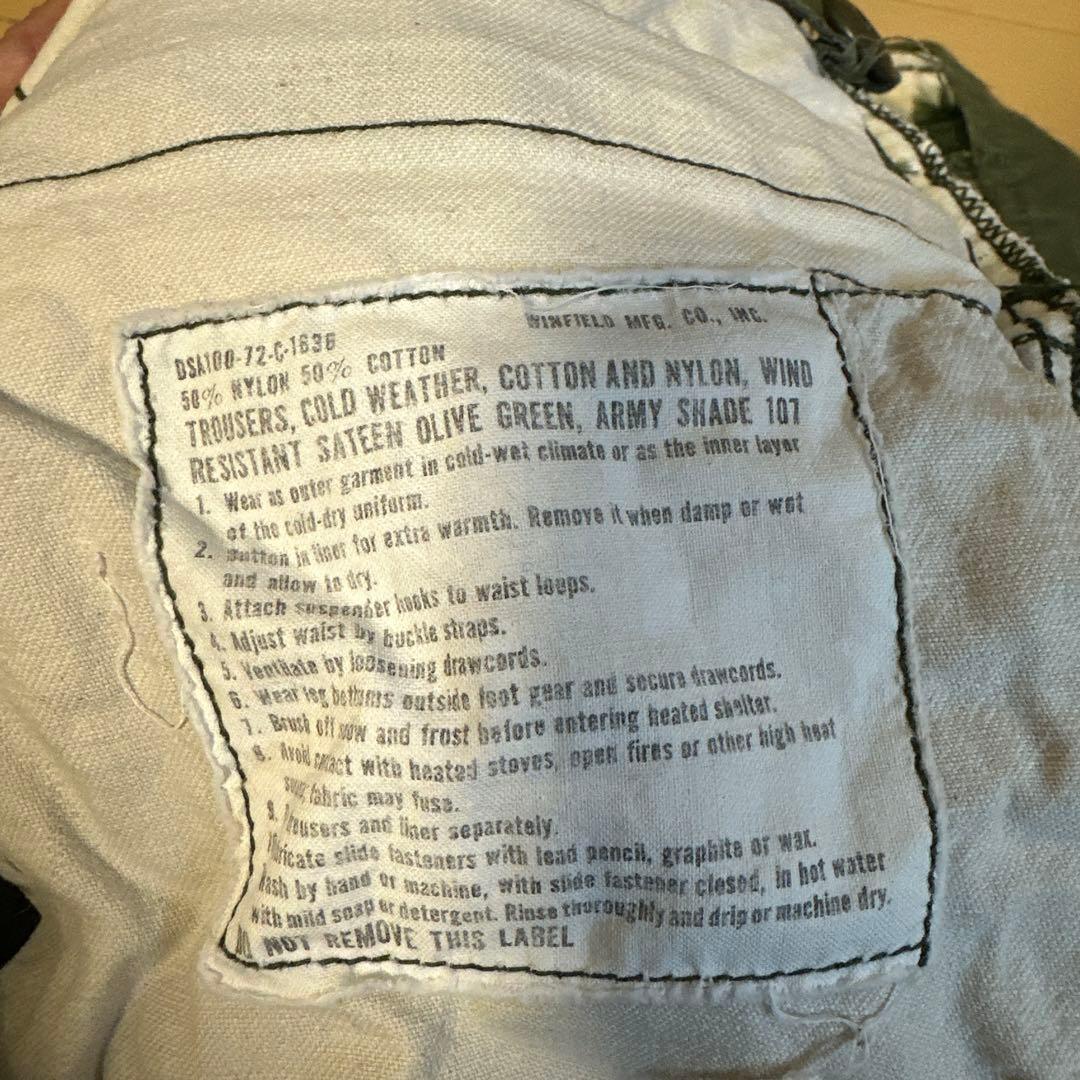 WINFIELD MFG. CO., INC.
DSA100-72-C-1636
50% NYLON 50% COTTON
TROUSERS, COLD WEATHER, COTTON AND NYLON, WIND
RESISTANT SATEEN OLIVE GREEN, ARMY SHADE 107
1. Wear as outer garment in cold-wet climate or as the inner layer
of the cold-dry uniform.
2. Button in liner for extra warmth. Remove it when damp or wet
and allow to dry.
3. Attach suspender hooks to waist loops.
4. Adjust waist by buckle straps.
5. Ventilate by loosening drawcords.
6. Wear leg bottoms outside foot gear and secure drawcords.
7. Brush off snow and frost before entering heated shelter.
8. Avoid contact with heated stoves, open fires or other high heat
fabric may fuse.
9. Trousers and liner separately.
Lubricate slide fasteners with lead pencil, graphite or wax.
Wash by hand or machine, with slide fastener closed, in hot water
with mild soap or detergent. Rinse thoroughly and drip or machine dry.
DO NOT REMOVE THIS LABEL